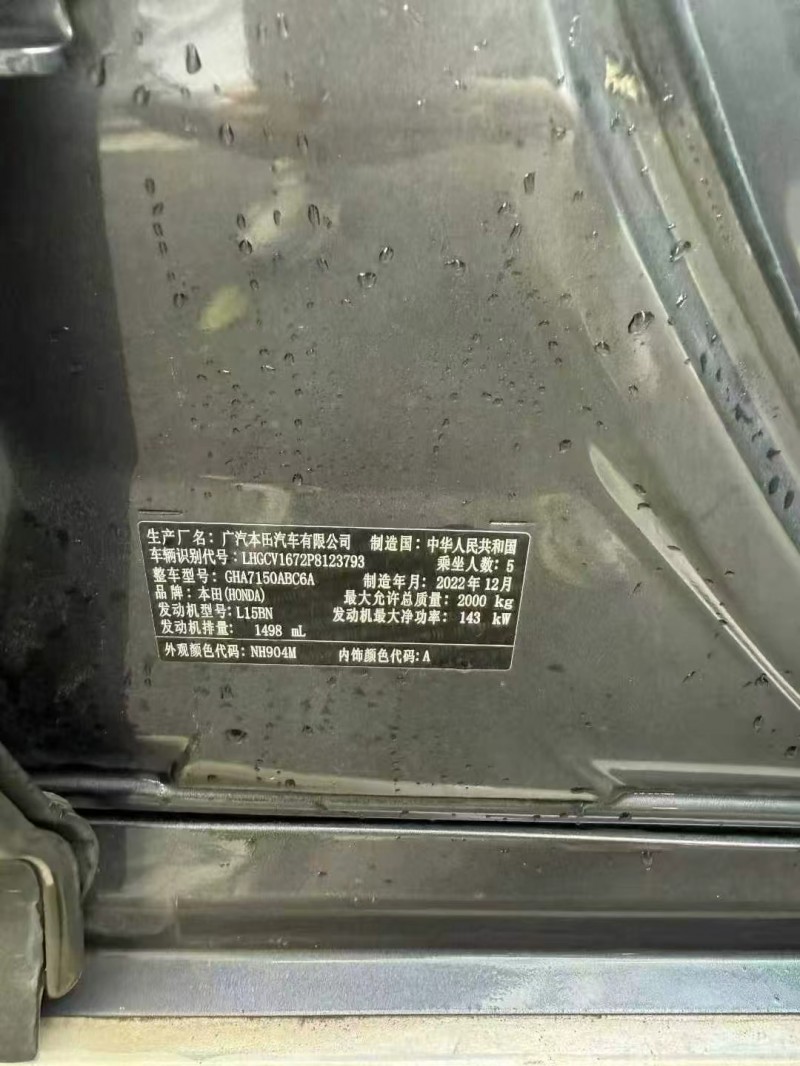 生产厂名：广汽本田汽车有限公司 制造国：中华人民共和国
车辆识别代号：LHGCV1672P8123793 乘坐人数：5
整车型号：GHA7150ABC6A 制造年月：2022年12月
品牌：本田(HONDA) 最大允许总质量：2000 kg
发动机型号：L15BN 发动机最大净功率：143 kW
发动机排量：1498 mL
外观颜色代码：NH904M 内饰颜色代码：A